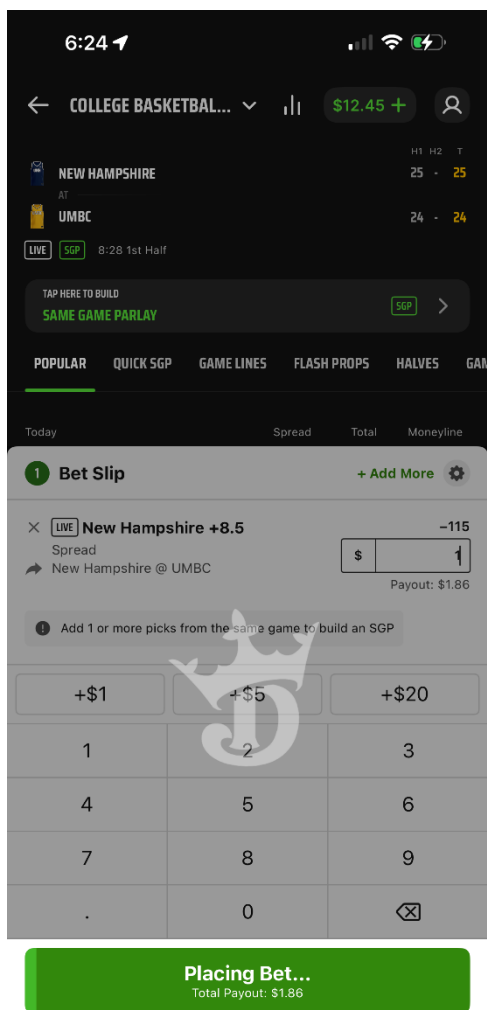 6:24
COLLEGE BASKETBAL...
$12.45 +
H1 H2 T
NEW HAMPSHIRE 25 - 25
AT
UMBC 24 - 24
LIVE SGP 8:28 1st Half
TAP HERE TO BUILD
SAME GAME PARLAY
SGP
POPULAR QUICK SGP GAME LINES FLASH PROPS HALVES GAM
Today Spread Total Moneyline
1 Bet Slip + Add More
LIVE New Hampshire +8.5 −115
Spread
$ 1
New Hampshire @ UMBC
Payout: $1.86
Add 1 or more picks from the same game to build an SGP
+$1 +$5 +$20
1 2 3
4 5 6
7 8 9
. 0
Placing Bet...
Total Payout: $1.86